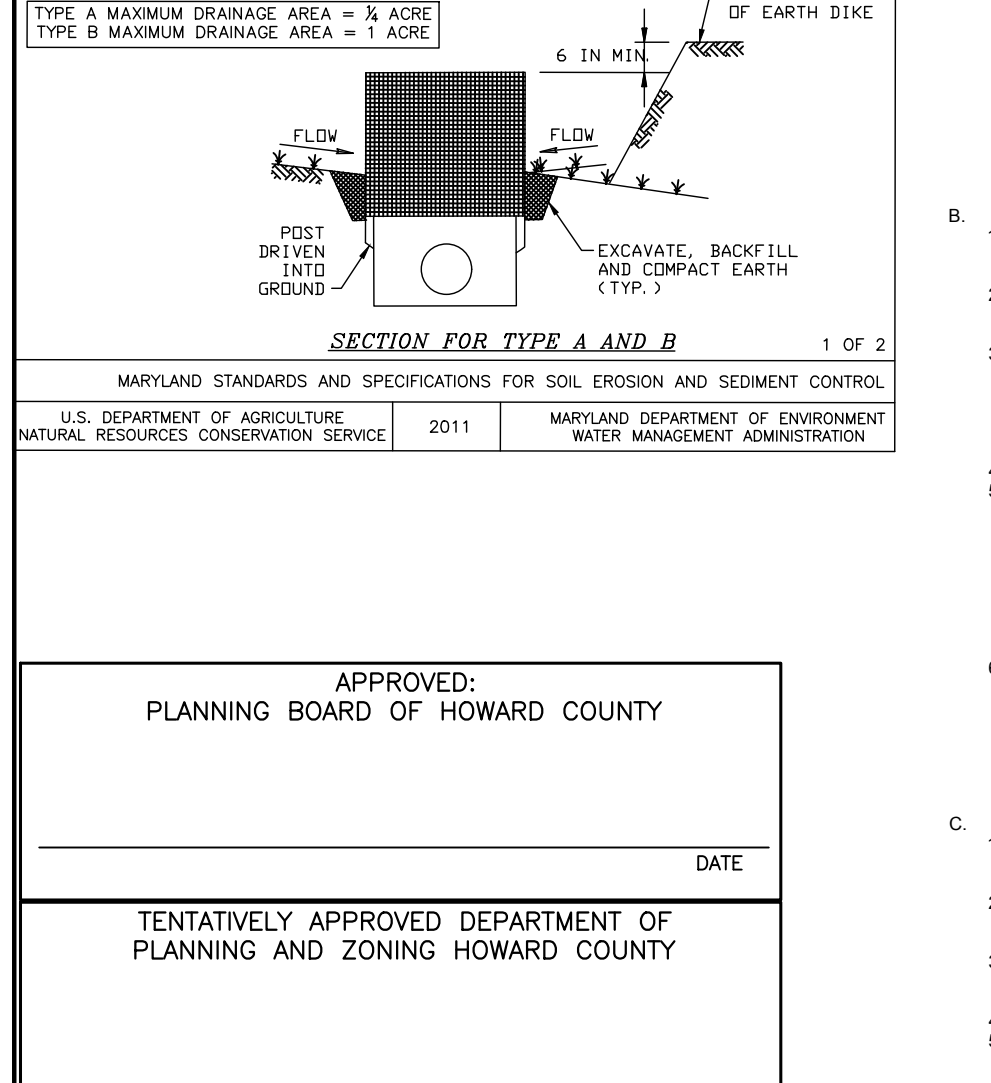 TYPE A MAXIMUM DRAINAGE AREA = ¼ ACRE
TYPE B MAXIMUM DRAINAGE AREA = 1 ACRE
OF EARTH DIKE
6 IN MIN.
FLOW
FLOW
POST
DRIVEN
INTO
GROUND
EXCAVATE, BACKFILL
AND COMPACT EARTH
(TYP.)
SECTION FOR TYPE A AND B
1 OF 2
MARYLAND STANDARDS AND SPECIFICATIONS FOR SOIL EROSION AND SEDIMENT CONTROL
U.S. DEPARTMENT OF AGRICULTURE
NATURAL RESOURCES CONSERVATION SERVICE
2011
MARYLAND DEPARTMENT OF ENVIRONMENT
WATER MANAGEMENT ADMINISTRATION
APPROVED:
PLANNING BOARD OF HOWARD COUNTY
DATE
TENTATIVELY APPROVED DEPARTMENT OF
PLANNING AND ZONING HOWARD COUNTY
B.
C.